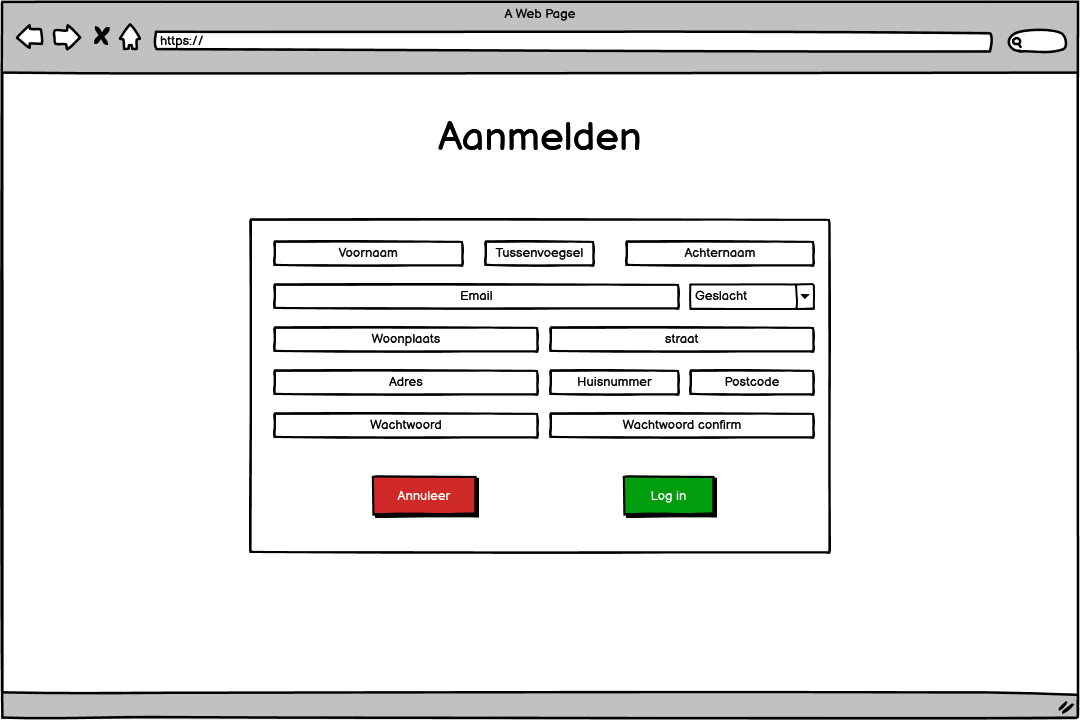 A Web Page
https://
Aanmelden
Voornaam Tussenvoegsel Achternaam
Email Geslacht
Woonplaats straat
Adres Huisnummer Postcode
Wachtwoord Wachtwoord confirm
Annuleer Log in